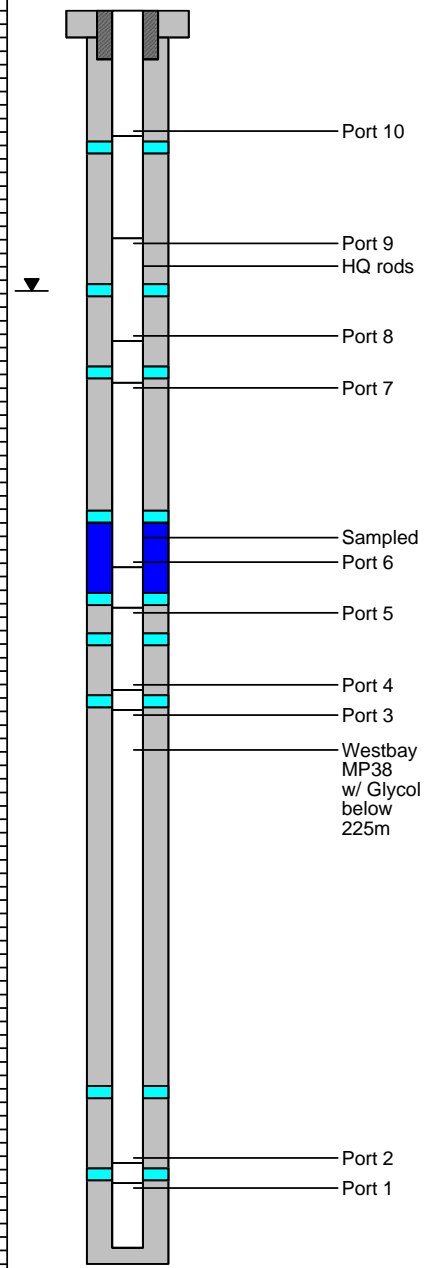 Port 10
Port 9
HQ rods
Port 8
Port 7
Sampled
Port 6
Port 5
Port 4
Port 3
Westbay
MP38
w/ Glycol
below
225m
Port 2
Port 1